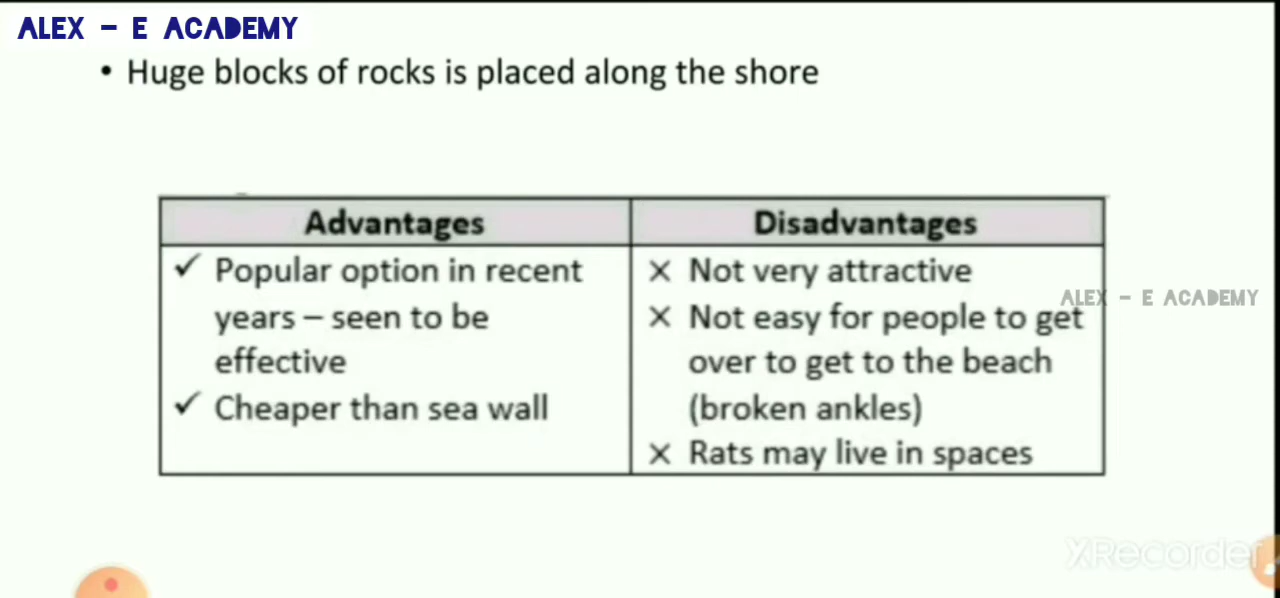 ALEX - E ACADEMY
• Huge blocks of rocks is placed along the shore
Advantages
✓ Popular option in recent
years – seen to be
effective
✓ Cheaper than sea wall
Disadvantages
× Not very attractive
× Not easy for people to get
over to get to the beach
(broken ankles)
× Rats may live in spaces
ALEX - E ACADEMY
XRecorder